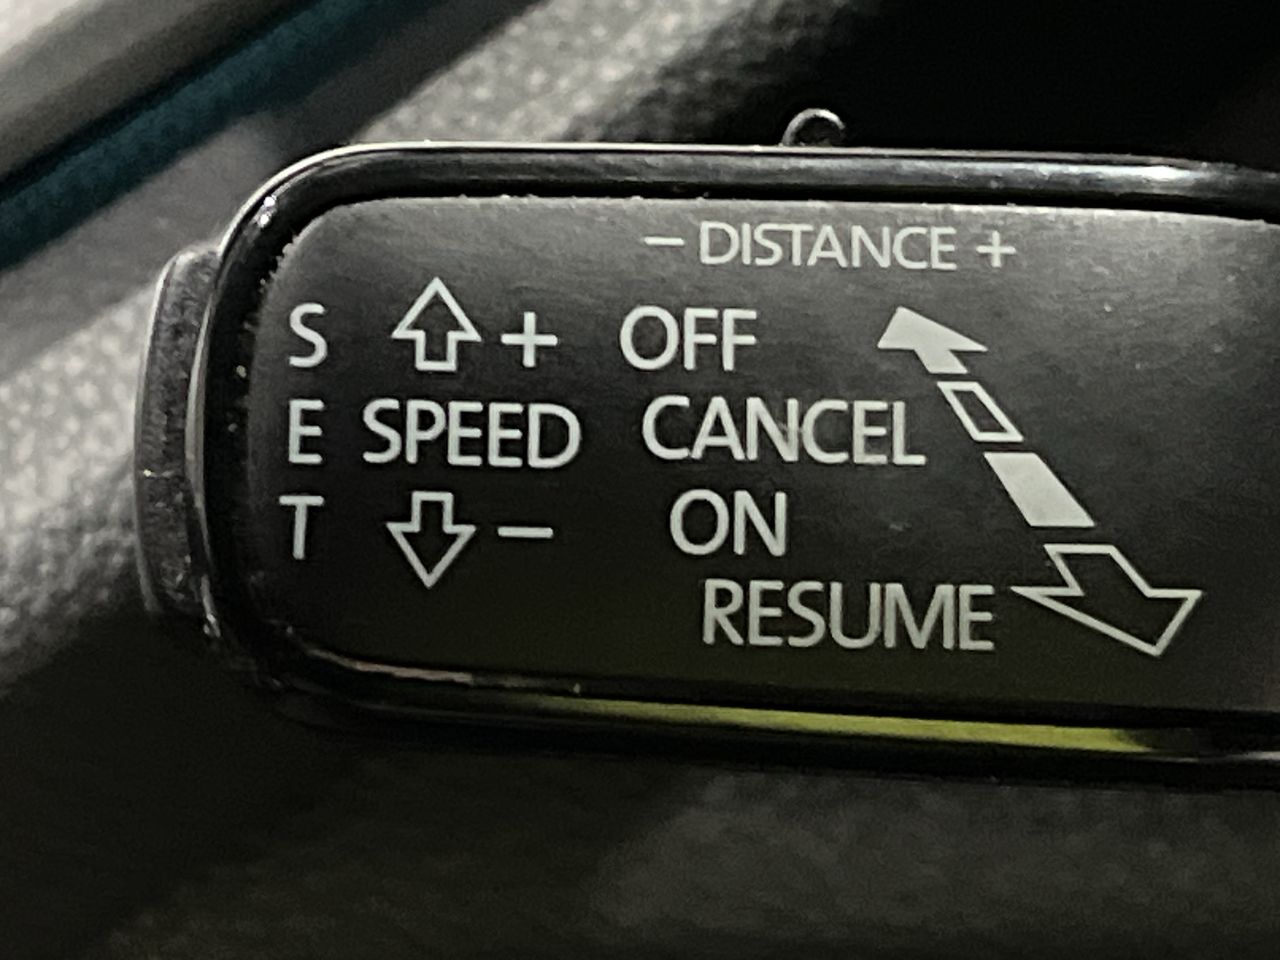 − DISTANCE +
S + OFF
E SPEED CANCEL
T − ON
RESUME